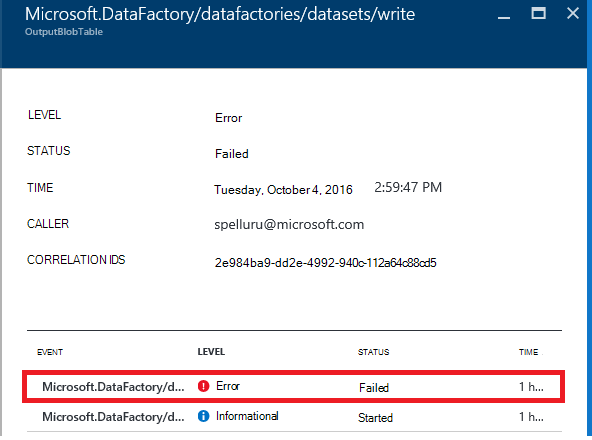 Microsoft.DataFactory/datafactories/datasets/write
OutputBlobTable
LEVEL Error
STATUS Failed
TIME Tuesday, October 4, 2016 2:59:47 PM
CALLER spelluru@microsoft.com
CORRELATION IDS 2e984ba9-dd2e-4992-940c-112a64c88cd5
EVENT LEVEL STATUS TIME
Microsoft.DataFactory/d... Error Failed 1 h...
Microsoft.DataFactory/d... Informational Started 1 h...